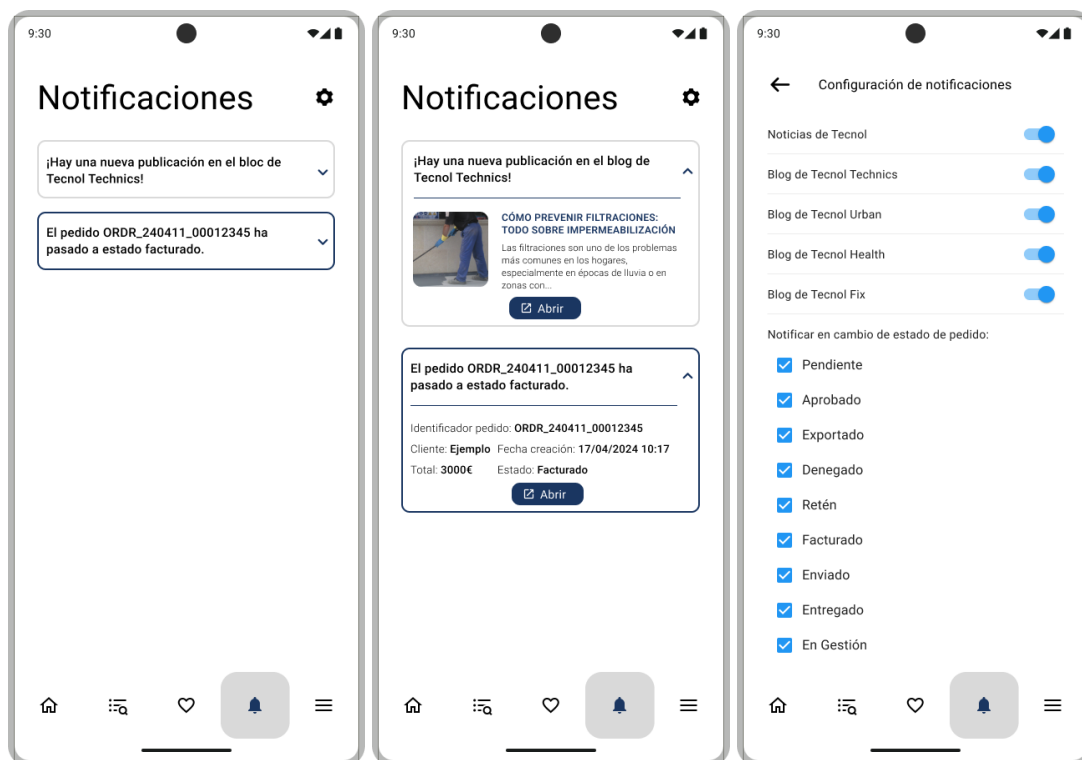 9:30
Notificaciones
¡Hay una nueva publicación en el bloc de
Tecnol Technics!
El pedido ORDR_240411_00012345 ha
pasado a estado facturado.
9:30
Notificaciones
¡Hay una nueva publicación en el blog de
Tecnol Technics!
CÓMO PREVENIR FILTRACIONES:
TODO SOBRE IMPERMEABILIZACIÓN
Las filtraciones son uno de los problemas
más comunes en los hogares,
especialmente en épocas de lluvia o en
zonas con...
Abrir
El pedido ORDR_240411_00012345 ha
pasado a estado facturado.
Identificador pedido: ORDR_240411_00012345
Cliente: Ejemplo Fecha creación: 17/04/2024 10:17
Total: 3000€ Estado: Facturado
Abrir
9:30
Configuración de notificaciones
Noticias de Tecnol
Blog de Tecnol Technics
Blog de Tecnol Urban
Blog de Tecnol Health
Blog de Tecnol Fix
Notificar en cambio de estado de pedido:
Pendiente
Aprobado
Exportado
Denegado
Retén
Facturado
Enviado
Entregado
En Gestión